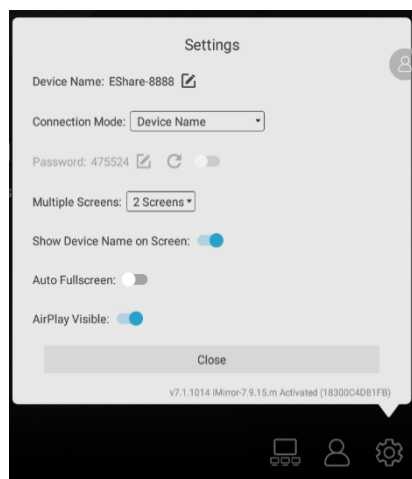 Settings
Device Name: EShare-8888
Connection Mode: Device Name
Password: 475524
Multiple Screens: 2 Screens
Show Device Name on Screen:
Auto Fullscreen:
AirPlay Visible:
Close
v7.1.1014 iMirror-7.9.15.m Activated (18300C4D81FB)